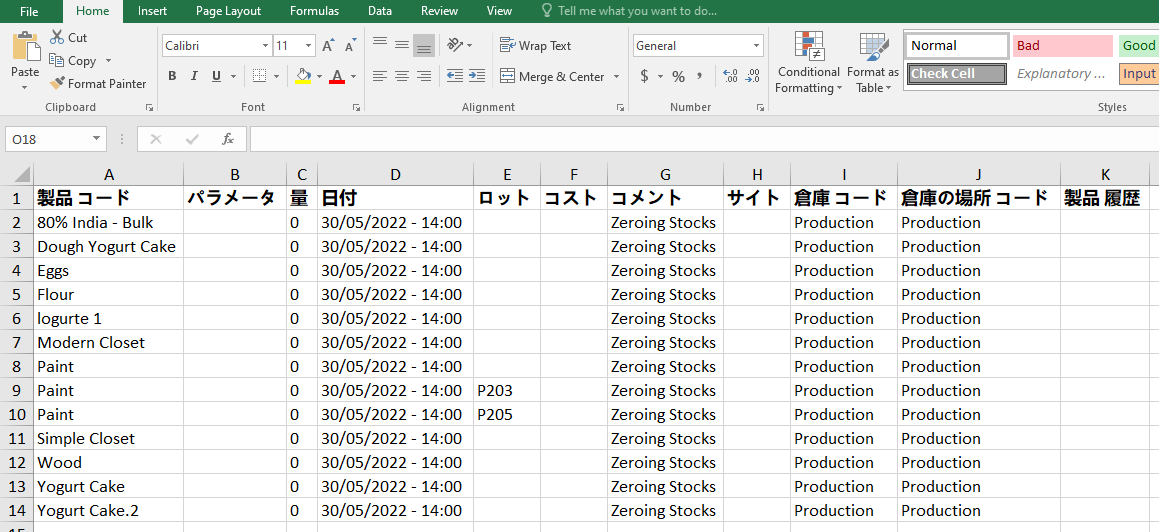 File Home Insert Page Layout Formulas Data Review View Tell me what you want to do...
Cut
Copy
Format Painter
Paste
Clipboard
Calibri 11 A A
B I U A
Font
Wrap Text
Merge & Center
Alignment
General
$ % , .0 .00 .00 .0
Number
Conditional Formatting
Format as Table
Normal Bad Good
Check Cell Explanatory ... Input
Styles
O18 fx
A B C D E F G H I J K
1 製品 コード パラメータ 量 日付 ロット コスト コメント サイト 倉庫 コード 倉庫の場所 コード 製品 履歴
2 80% India - Bulk 0 30/05/2022 - 14:00 Zeroing Stocks Production Production
3 Dough Yogurt Cake 0 30/05/2022 - 14:00 Zeroing Stocks Production Production
4 Eggs 0 30/05/2022 - 14:00 Zeroing Stocks Production Production
5 Flour 0 30/05/2022 - 14:00 Zeroing Stocks Production Production
6 Iogurte 1 0 30/05/2022 - 14:00 Zeroing Stocks Production Production
7 Modern Closet 0 30/05/2022 - 14:00 Zeroing Stocks Production Production
8 Paint 0 30/05/2022 - 14:00 Zeroing Stocks Production Production
9 Paint 0 30/05/2022 - 14:00 P203 Zeroing Stocks Production Production
10 Paint 0 30/05/2022 - 14:00 P205 Zeroing Stocks Production Production
11 Simple Closet 0 30/05/2022 - 14:00 Zeroing Stocks Production Production
12 Wood 0 30/05/2022 - 14:00 Zeroing Stocks Production Production
13 Yogurt Cake 0 30/05/2022 - 14:00 Zeroing Stocks Production Production
14 Yogurt Cake.2 0 30/05/2022 - 14:00 Zeroing Stocks Production Production